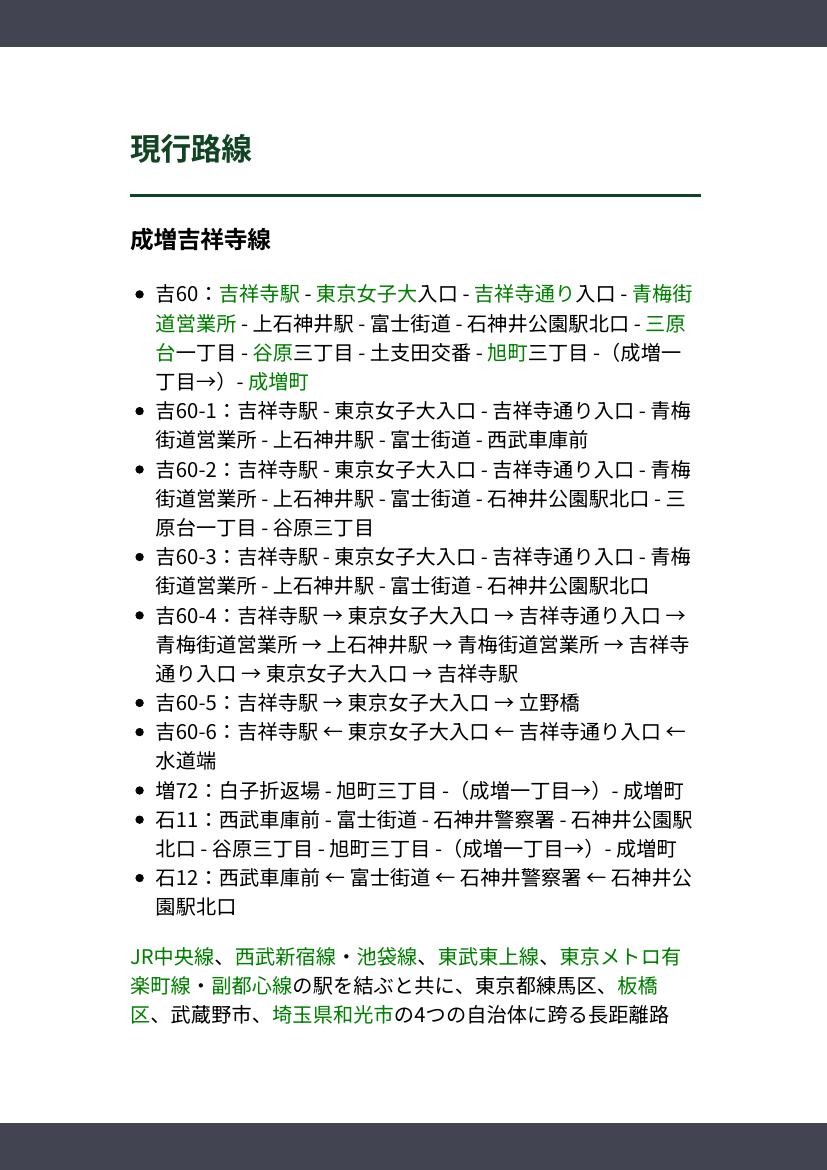 現行路線
成増吉祥寺線
• 吉60：吉祥寺駅 - 東京女子大入口 - 吉祥寺通り入口 - 青梅街
道営業所 - 上石神井駅 - 富士街道 - 石神井公園駅北口 - 三原
台一丁目 - 谷原三丁目 - 土支田交番 - 旭町三丁目 -（成増一
丁目→）- 成増町
• 吉60-1：吉祥寺駅 - 東京女子大入口 - 吉祥寺通り入口 - 青梅
街道営業所 - 上石神井駅 - 富士街道 - 西武車庫前
• 吉60-2：吉祥寺駅 - 東京女子大入口 - 吉祥寺通り入口 - 青梅
街道営業所 - 上石神井駅 - 富士街道 - 石神井公園駅北口 - 三
原台一丁目 - 谷原三丁目
• 吉60-3：吉祥寺駅 - 東京女子大入口 - 吉祥寺通り入口 - 青梅
街道営業所 - 上石神井駅 - 富士街道 - 石神井公園駅北口
• 吉60-4：吉祥寺駅 → 東京女子大入口 → 吉祥寺通り入口 →
青梅街道営業所 → 上石神井駅 → 青梅街道営業所 → 吉祥寺
通り入口 → 東京女子大入口 → 吉祥寺駅
• 吉60-5：吉祥寺駅 → 東京女子大入口 → 立野橋
• 吉60-6：吉祥寺駅 ← 東京女子大入口 ← 吉祥寺通り入口 ←
水道端
• 増72：白子折返場 - 旭町三丁目 -（成増一丁目→）- 成増町
• 石11：西武車庫前 - 富士街道 - 石神井警察署 - 石神井公園駅
北口 - 谷原三丁目 - 旭町三丁目 -（成増一丁目→）- 成増町
• 石12：西武車庫前 ← 富士街道 ← 石神井警察署 ← 石神井公
園駅北口
JR中央線、西武新宿線・池袋線、東武東上線、東京メトロ有
楽町線・副都心線の駅を結ぶと共に、東京都練馬区、板橋
区、武蔵野市、埼玉県和光市の4つの自治体に跨る長距離路